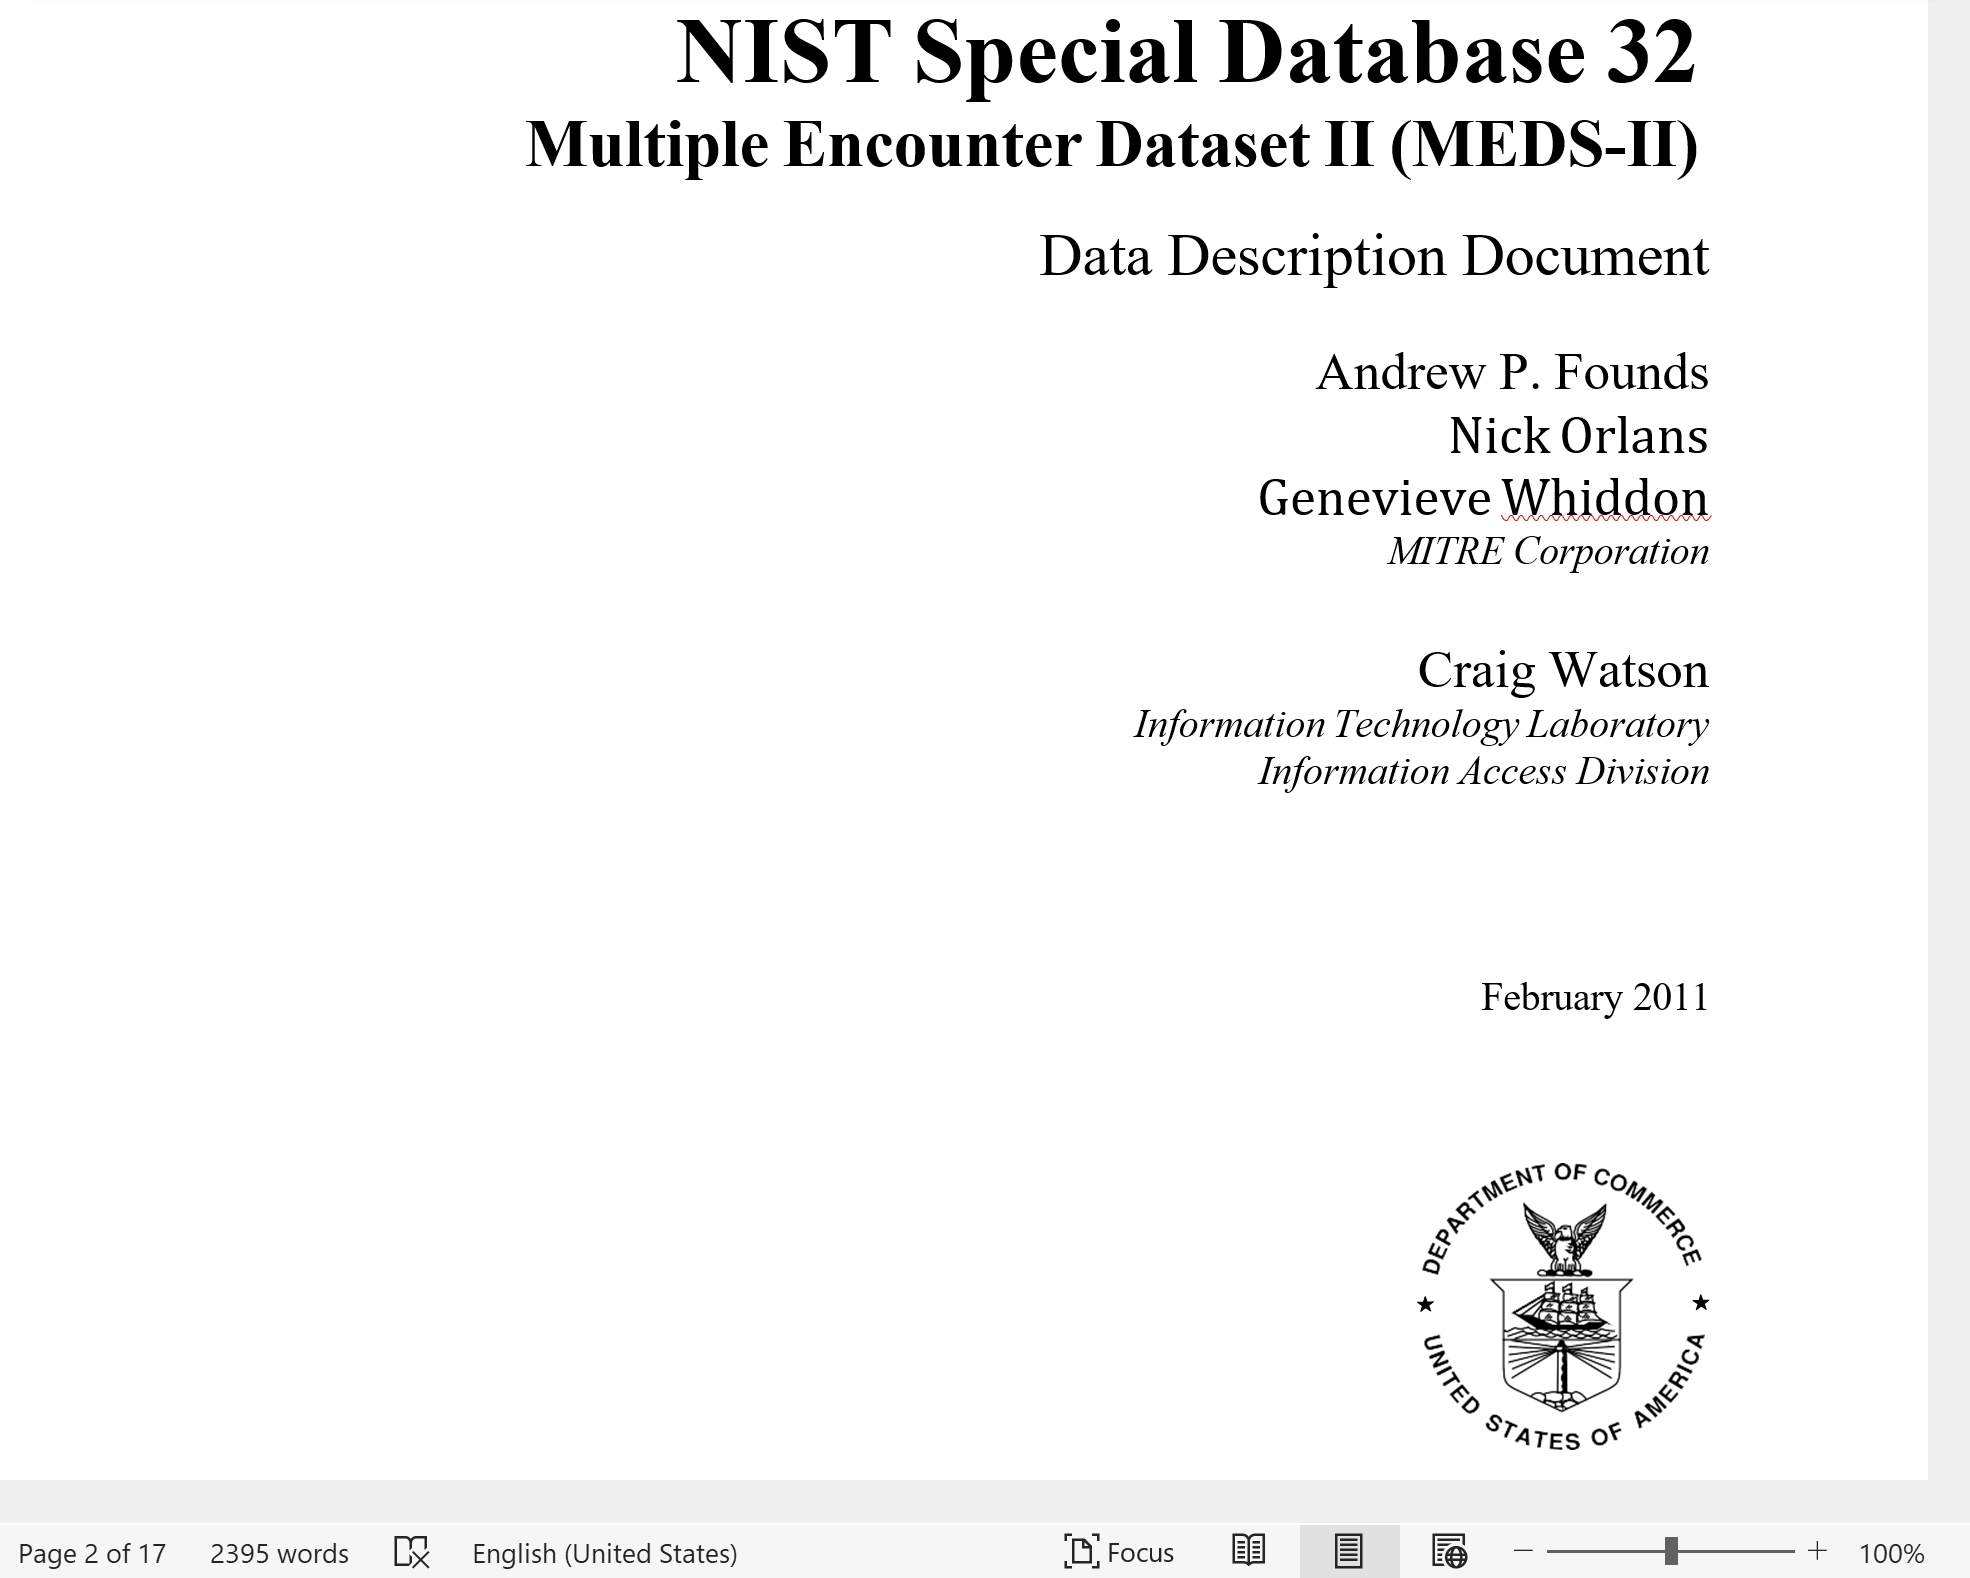 NIST Special Database 32
Multiple Encounter Dataset II (MEDS-II)
Data Description Document
Andrew P. Founds
Nick Orlans
Genevieve Whiddon
MITRE Corporation
Craig Watson
Information Technology Laboratory
Information Access Division
February 2011
DEPARTMENT OF COMMERCE
UNITED STATES OF AMERICA
Page 2 of 17 2395 words English (United States) Focus 100%